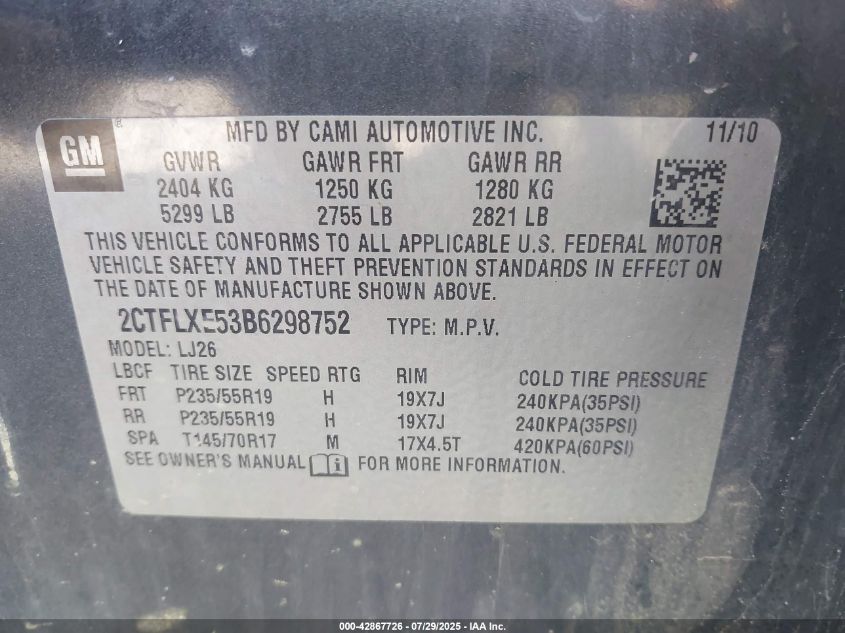 GM ®
MFD BY CAMI AUTOMOTIVE INC. 11/10
GVWR GAWR FRT GAWR RR
2404 KG 1250 KG 1280 KG
5299 LB 2755 LB 2821 LB
THIS VEHICLE CONFORMS TO ALL APPLICABLE U.S. FEDERAL MOTOR
VEHICLE SAFETY AND THEFT PREVENTION STANDARDS IN EFFECT ON
THE DATE OF MANUFACTURE SHOWN ABOVE.
2CTFLXE53B6298752 TYPE: M.P.V.
MODEL: LJ26
LBCF TIRE SIZE SPEED RTG RIM COLD TIRE PRESSURE
FRT P235/55R19 H 19X7J 240KPA(35PSI)
RR P235/55R19 H 19X7J 240KPA(35PSI)
SPA T145/70R17 M 17X4.5T 420KPA(60PSI)
SEE OWNER'S MANUAL i FOR MORE INFORMATION.
000-42867726 - 07/29/2025 - IAA Inc.